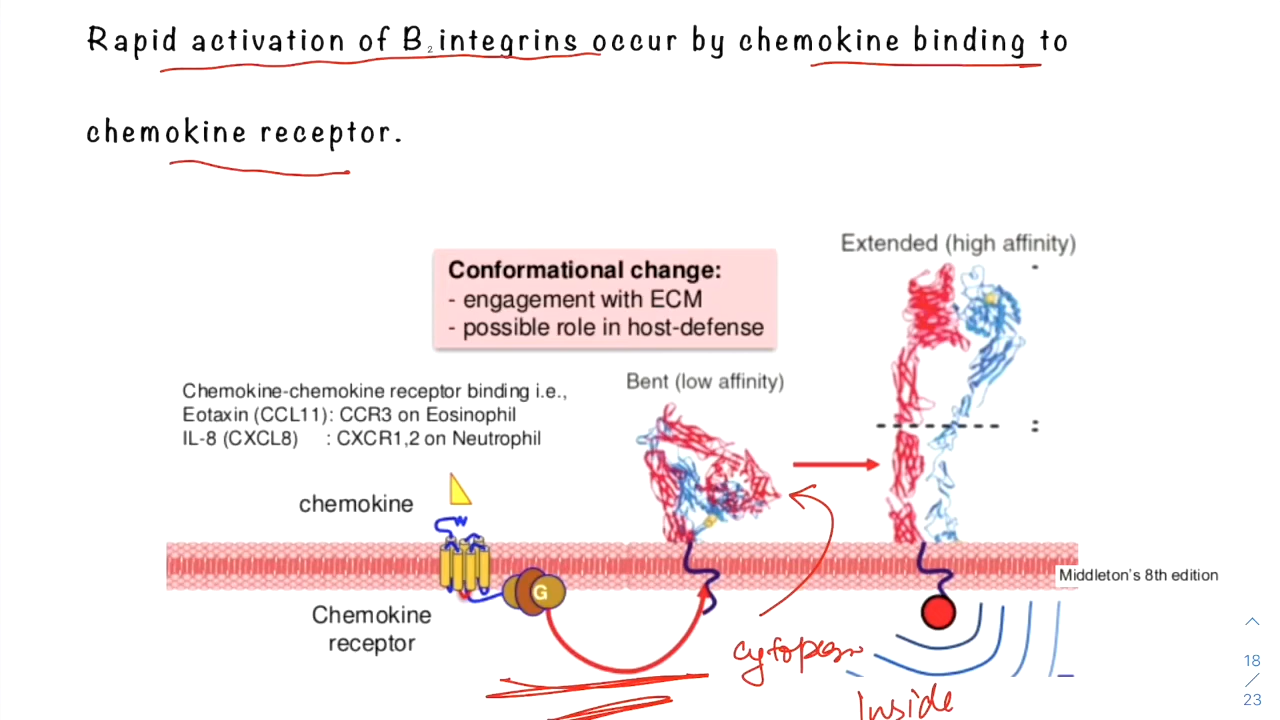 Rapid activation of B₂ integrins occur by chemokine binding to
chemokine receptor.
Extended (high affinity)
Conformational change:
- engagement with ECM
- possible role in host-defense
Bent (low affinity)
Chemokine-chemokine receptor binding i.e.,
Eotaxin (CCL11): CCR3 on Eosinophil
IL-8 (CXCL8) : CXCR1,2 on Neutrophil
chemokine
G
Middleton's 8th edition
Chemokine
receptor
Inside
18
/
23